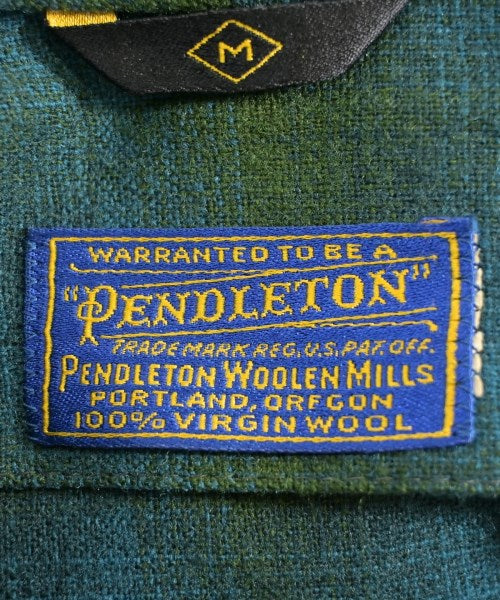 M
WARRANTED TO BE A
"PENDLETON"
TRADE MARK REG. U.S. PAT. OFF.
PENDLETON WOOLEN MILLS
PORTLAND, OREGON
100% VIRGIN WOOL